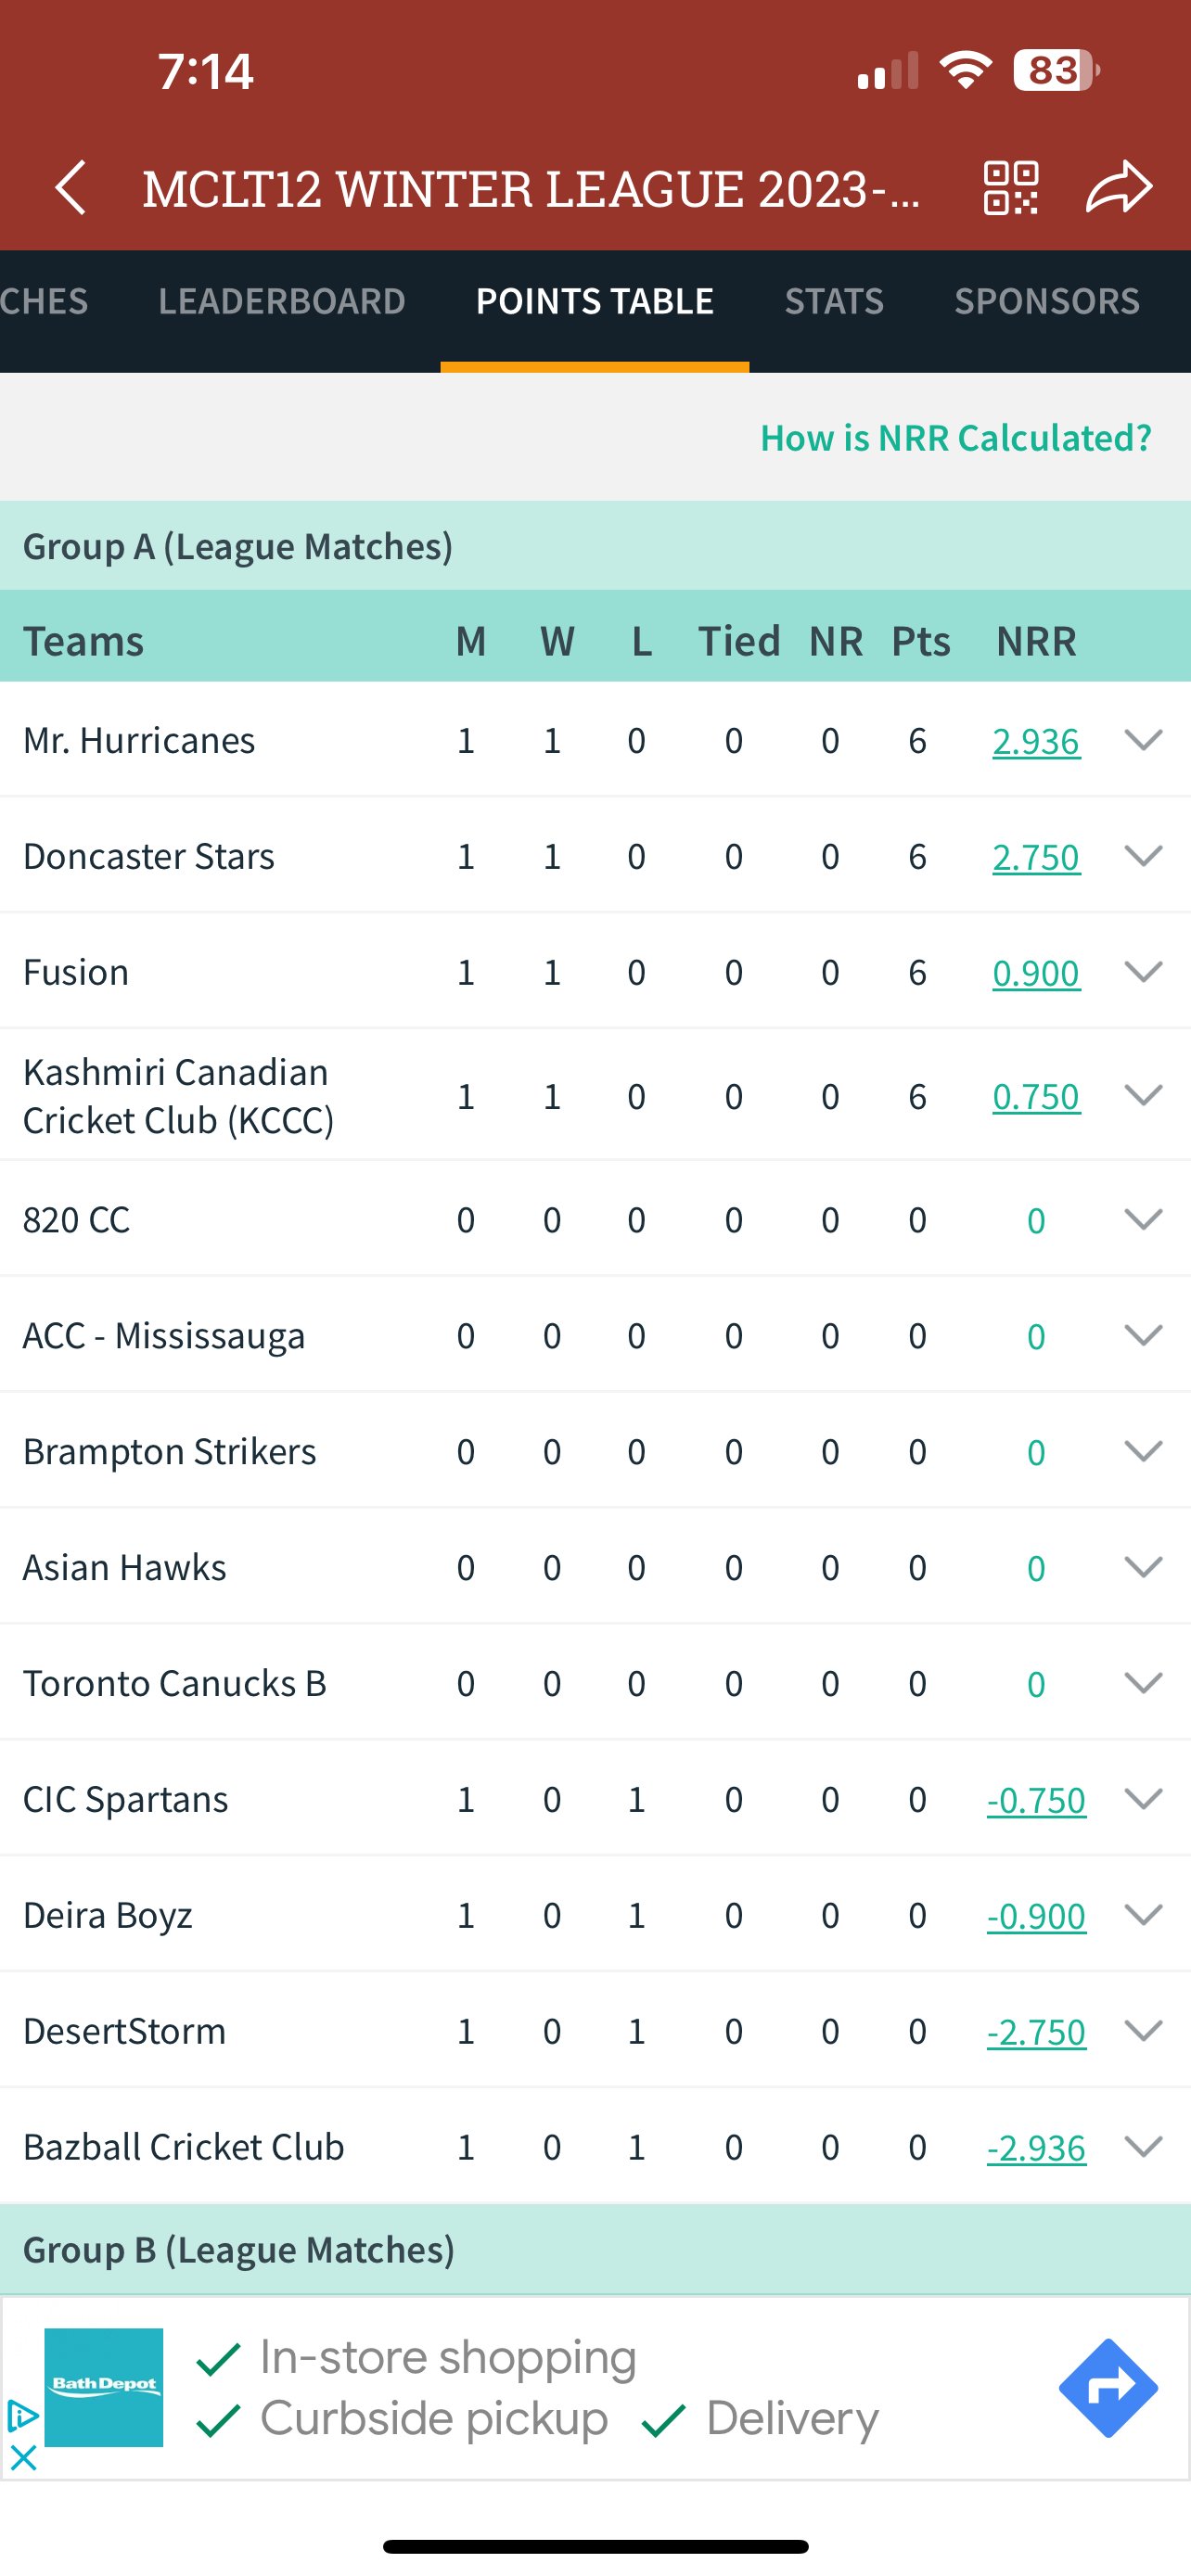 7:14
83
MCLT12 WINTER LEAGUE 2023-...
CHES LEADERBOARD POINTS TABLE STATS SPONSORS
How is NRR Calculated?
Group A (League Matches)
Teams M W L Tied NR Pts NRR
Mr. Hurricanes 1 1 0 0 0 6 2.936
Doncaster Stars 1 1 0 0 0 6 2.750
Fusion 1 1 0 0 0 6 0.900
Kashmiri Canadian
Cricket Club (KCCC) 1 1 0 0 0 6 0.750
820 CC 0 0 0 0 0 0 0
ACC - Mississauga 0 0 0 0 0 0 0
Brampton Strikers 0 0 0 0 0 0 0
Asian Hawks 0 0 0 0 0 0 0
Toronto Canucks B 0 0 0 0 0 0 0
CIC Spartans 1 0 1 0 0 0 -0.750
Deira Boyz 1 0 1 0 0 0 -0.900
DesertStorm 1 0 1 0 0 0 -2.750
Bazball Cricket Club 1 0 1 0 0 0 -2.936
Group B (League Matches)
Bath Depot
In-store shopping
Curbside pickup Delivery